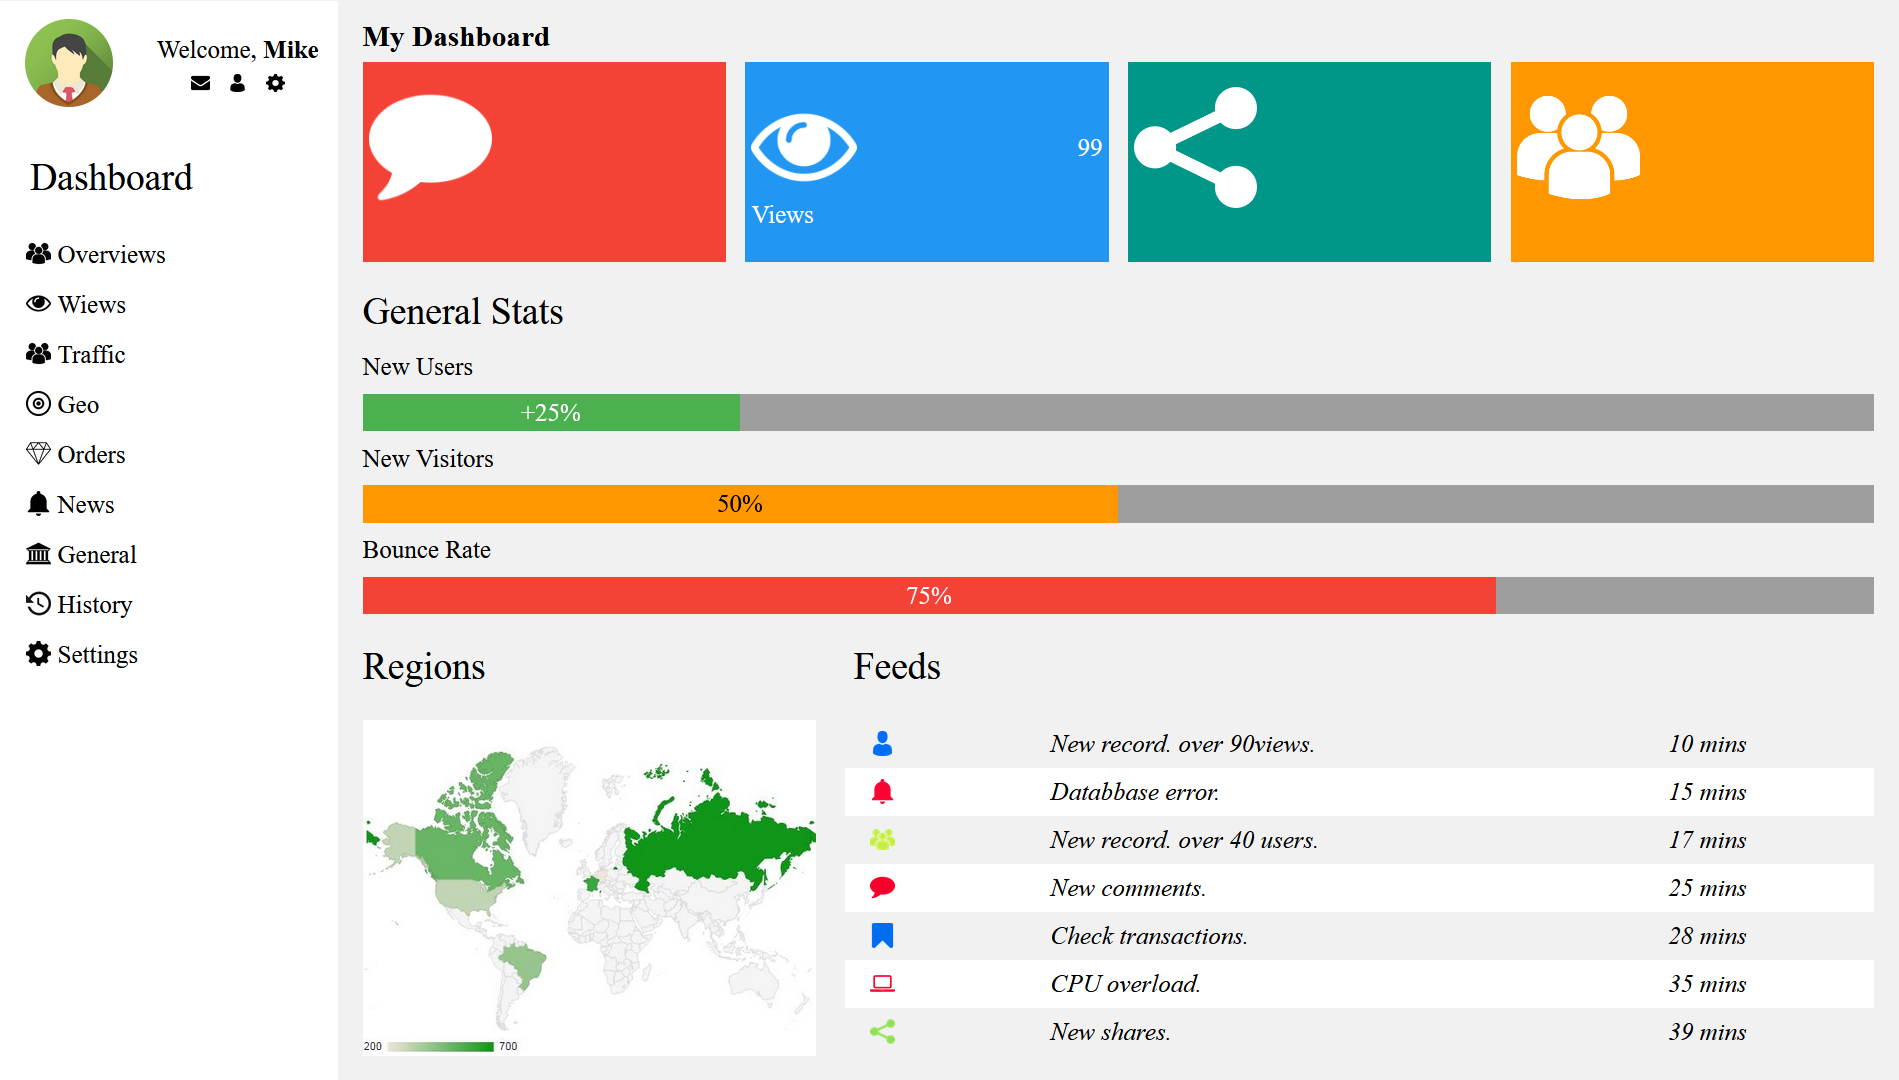 Welcome, Mike
Dashboard
Overviews
Wiews
Traffic
Geo
Orders
News
General
History
Settings
My Dashboard
99
Views
General Stats
New Users
+25%
New Visitors
50%
Bounce Rate
75%
Regions
200 700
Feeds
New record. over 90views. 10 mins
Databbase error. 15 mins
New record. over 40 users. 17 mins
New comments. 25 mins
Check transactions. 28 mins
CPU overload. 35 mins
New shares. 39 mins